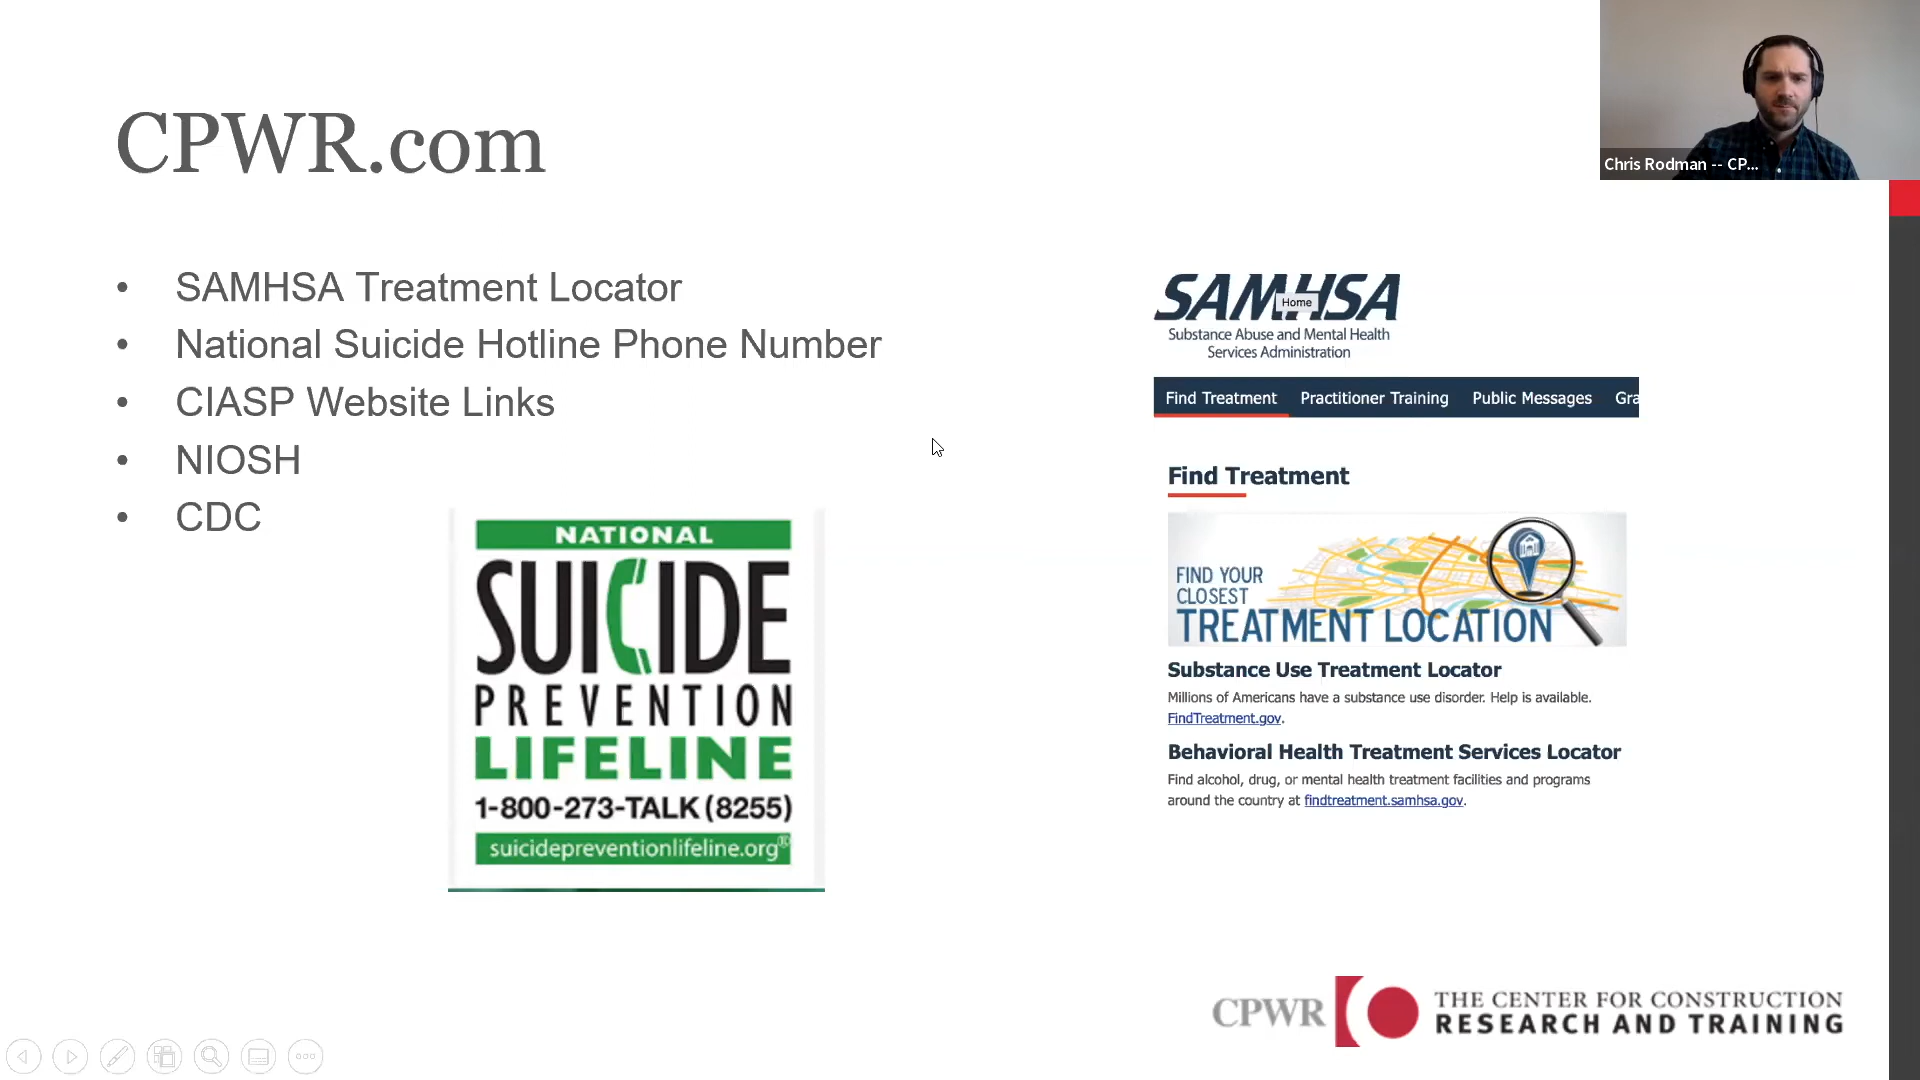 CPWR.com
• SAMHSA Treatment Locator
• National Suicide Hotline Phone Number
• CIASP Website Links
• NIOSH
• CDC
NATIONAL
SUICIDE
PREVENTION
LIFELINE
1-800-273-TALK (8255)
suicidepreventionlifeline.org®
Chris Rodman -- CP...
SAMHSA
Home
Substance Abuse and Mental Health
Services Administration
Find Treatment Practitioner Training Public Messages Gra
Find Treatment
FIND YOUR
CLOSEST
TREATMENT LOCATION
Substance Use Treatment Locator
Millions of Americans have a substance use disorder. Help is available.
FindTreatment.gov.
Behavioral Health Treatment Services Locator
Find alcohol, drug, or mental health treatment facilities and programs
around the country at findtreatment.samhsa.gov.
CPWR
THE CENTER FOR CONSTRUCTION
RESEARCH AND TRAINING